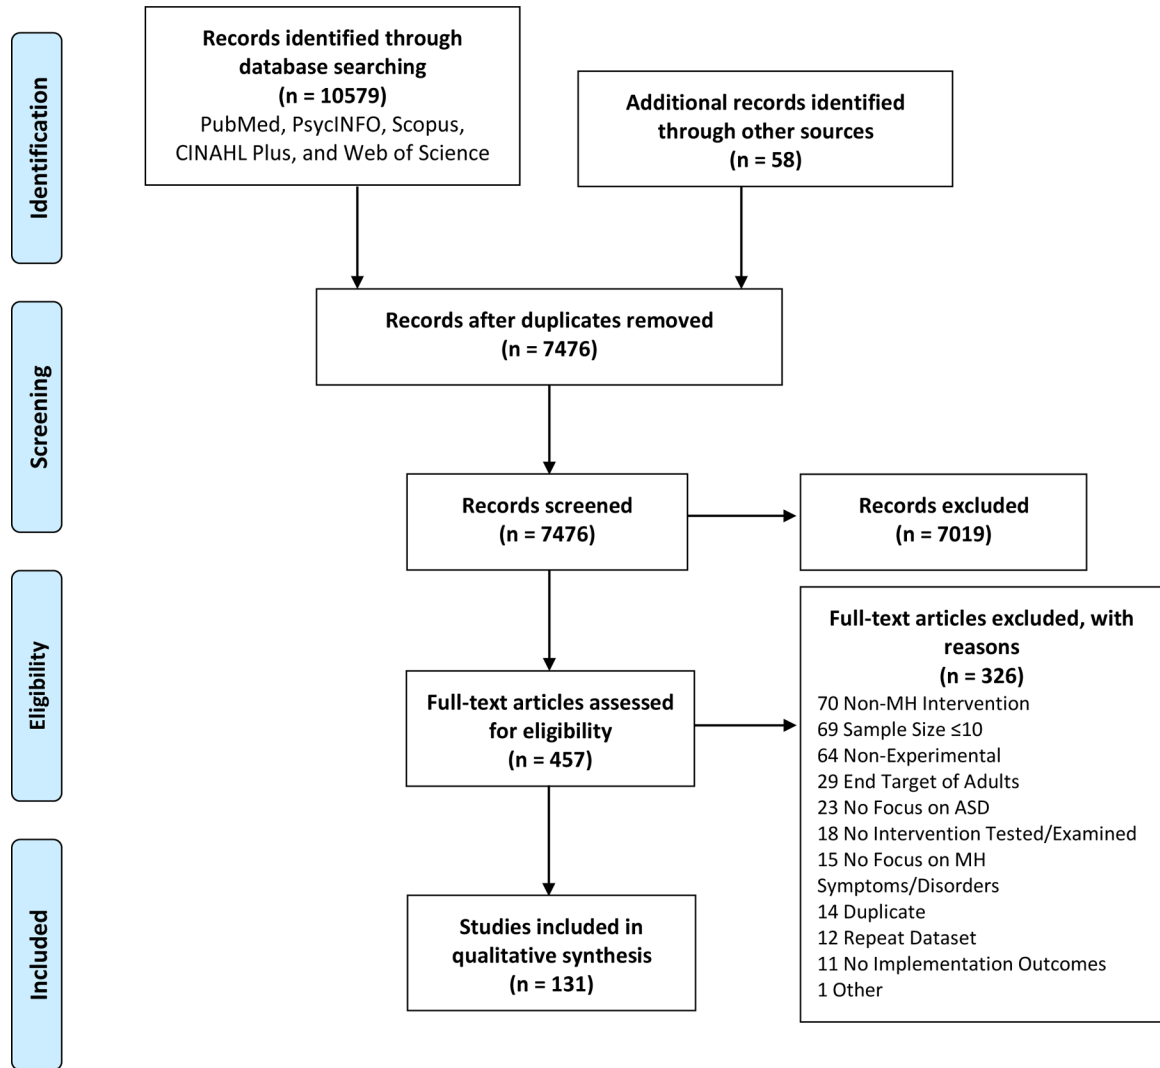 Identification
Records identified through
database searching
(n = 10579)
PubMed, PsycINFO, Scopus,
CINAHL Plus, and Web of Science
Additional records identified
through other sources
(n = 58)
Screening
Records after duplicates removed
(n = 7476)
Records screened
(n = 7476)
Records excluded
(n = 7019)
Eligibility
Full-text articles assessed
for eligibility
(n = 457)
Full-text articles excluded, with
reasons
(n = 326)
70 Non-MH Intervention
69 Sample Size ≤10
64 Non-Experimental
29 End Target of Adults
23 No Focus on ASD
18 No Intervention Tested/Examined
15 No Focus on MH
Symptoms/Disorders
14 Duplicate
12 Repeat Dataset
11 No Implementation Outcomes
1 Other
Included
Studies included in
qualitative synthesis
(n = 131)